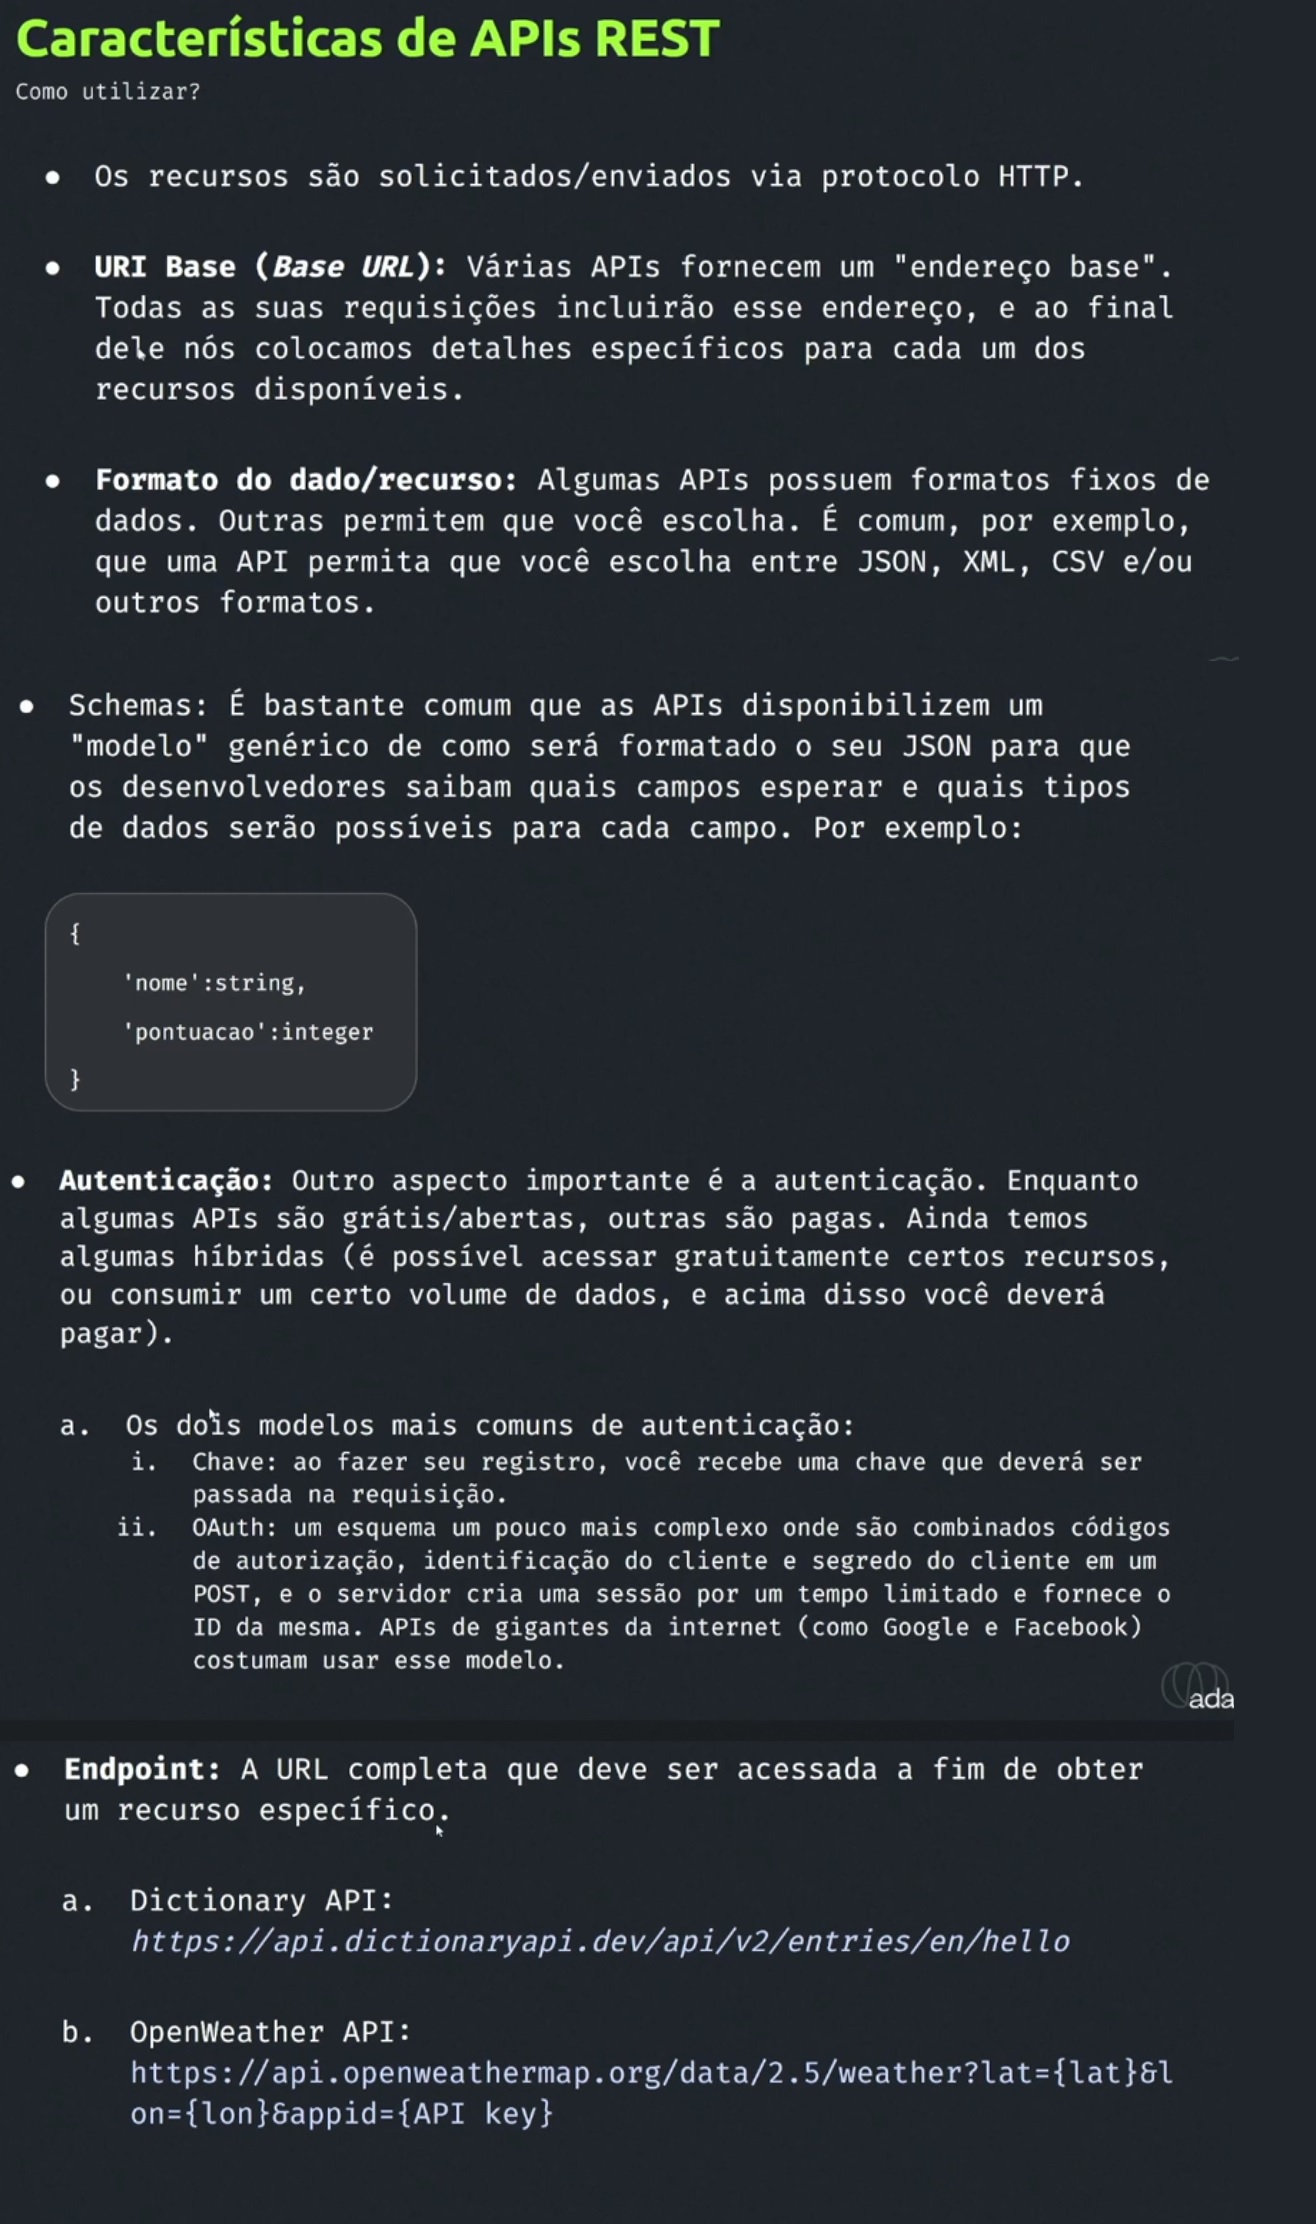 Características de APIs REST
Como utilizar?
● Os recursos são solicitados/enviados via protocolo HTTP.
● URI Base (Base URL): Várias APIs fornecem um "endereço base".
Todas as suas requisições incluirão esse endereço, e ao final
dele nós colocamos detalhes específicos para cada um dos
recursos disponíveis.
● Formato do dado/recurso: Algumas APIs possuem formatos fixos de
dados. Outras permitem que você escolha. É comum, por exemplo,
que uma API permita que você escolha entre JSON, XML, CSV e/ou
outros formatos.
● Schemas: É bastante comum que as APIs disponibilizem um
"modelo" genérico de como será formatado o seu JSON para que
os desenvolvedores saibam quais campos esperar e quais tipos
de dados serão possíveis para cada campo. Por exemplo:
{
'nome':string,
'pontuacao':integer
}
● Autenticação: Outro aspecto importante é a autenticação. Enquanto
algumas APIs são grátis/abertas, outras são pagas. Ainda temos
algumas híbridas (é possível acessar gratuitamente certos recursos,
ou consumir um certo volume de dados, e acima disso você deverá
pagar).
a. Os dois modelos mais comuns de autenticação:
i. Chave: ao fazer seu registro, você recebe uma chave que deverá ser
passada na requisição.
ii. OAuth: um esquema um pouco mais complexo onde são combinados códigos
de autorização, identificação do cliente e segredo do cliente em um
POST, e o servidor cria uma sessão por um tempo limitado e fornece o
ID da mesma. APIs de gigantes da internet (como Google e Facebook)
costumam usar esse modelo.
ada
● Endpoint: A URL completa que deve ser acessada a fim de obter
um recurso específico.
a. Dictionary API:
https://api.dictionaryapi.dev/api/v2/entries/en/hello
b. OpenWeather API:
https://api.openweathermap.org/data/2.5/weather?lat={lat}&l
on={lon}&appid={API key}